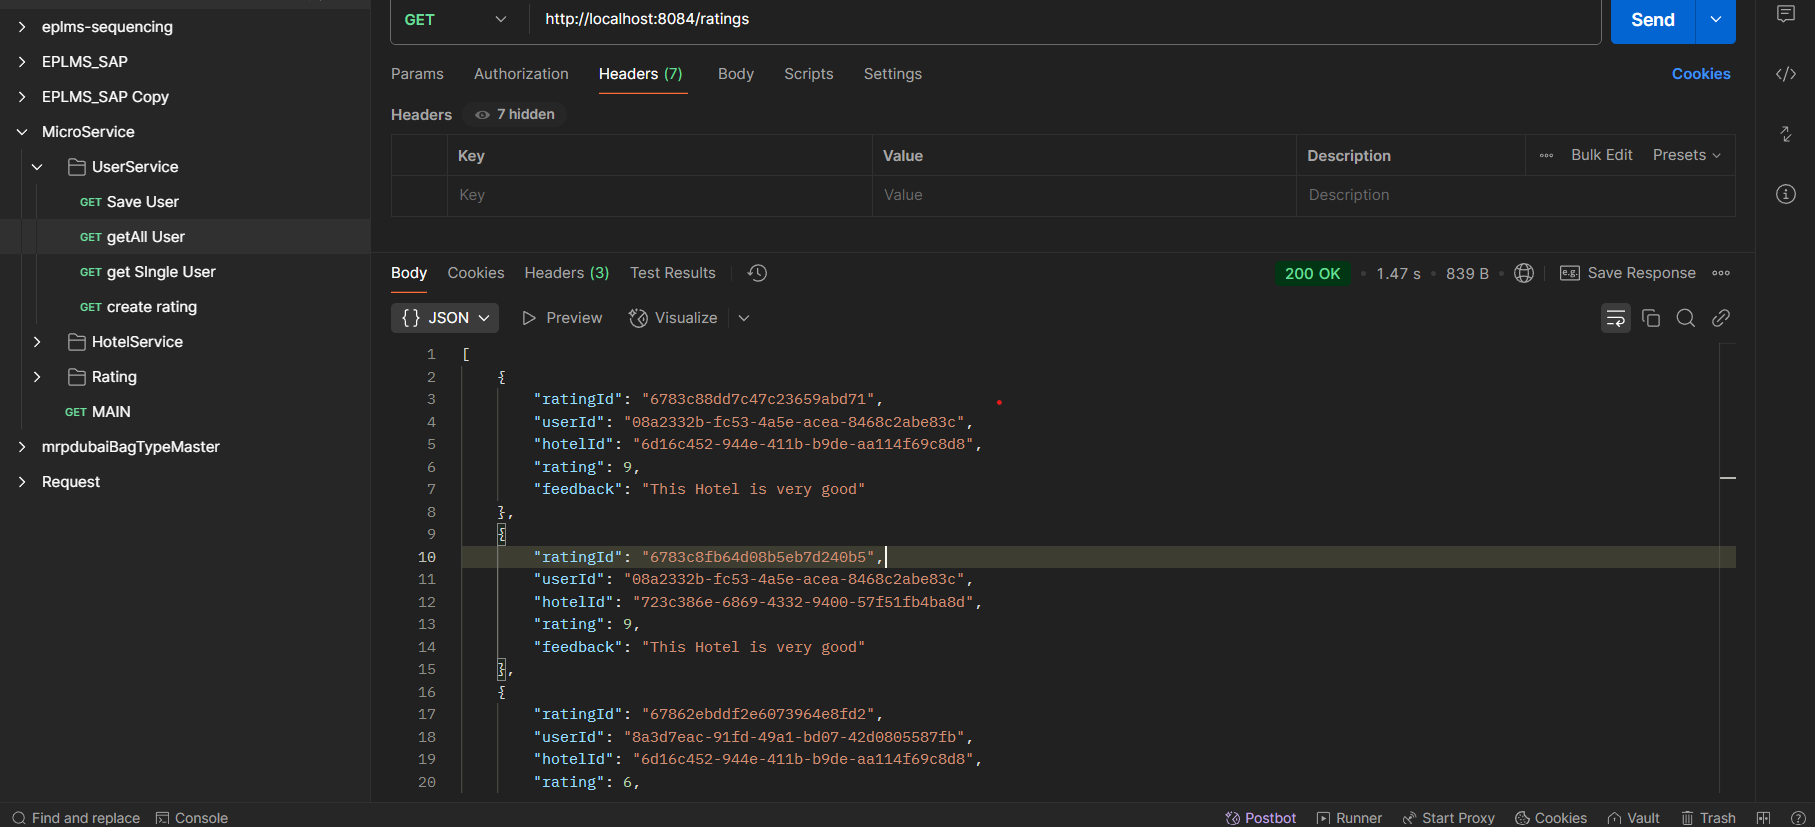 eplms-sequencing
EPLMS_SAP
EPLMS_SAP Copy
MicroService
UserService
GET Save User
GET getAll User
GET get SIngle User
GET create rating
HotelService
Rating
GET MAIN
mrpdubaiBagTypeMaster
Request
GET http://localhost:8084/ratings Send
Params Authorization Headers (7) Body Scripts Settings Cookies
Headers 7 hidden
Key Value Description Bulk Edit Presets
Key Value Description
Body Cookies Headers (3) Test Results 200 OK 1.47 s 839 B e.g. Save Response
{} JSON Preview Visualize
1 [
2 {
3 "ratingId": "6783c88dd7c47c23659abd71",
4 "userId": "08a2332b-fc53-4a5e-acea-8468c2abe83c",
5 "hotelId": "6d16c452-944e-411b-b9de-aa114f69c8d8",
6 "rating": 9,
7 "feedback": "This Hotel is very good"
8 },
9 {
10 "ratingId": "6783c8fb64d08b5eb7d240b5",
11 "userId": "08a2332b-fc53-4a5e-acea-8468c2abe83c",
12 "hotelId": "723c386e-6869-4332-9400-57f51fb4ba8d",
13 "rating": 9,
14 "feedback": "This Hotel is very good"
15 },
16 {
17 "ratingId": "67862ebddf2e6073964e8fd2",
18 "userId": "8a3d7eac-91fd-49a1-bd07-42d0805587fb",
19 "hotelId": "6d16c452-944e-411b-b9de-aa114f69c8d8",
20 "rating": 6,
Find and replace Console Postbot Runner Start Proxy Cookies Vault Trash